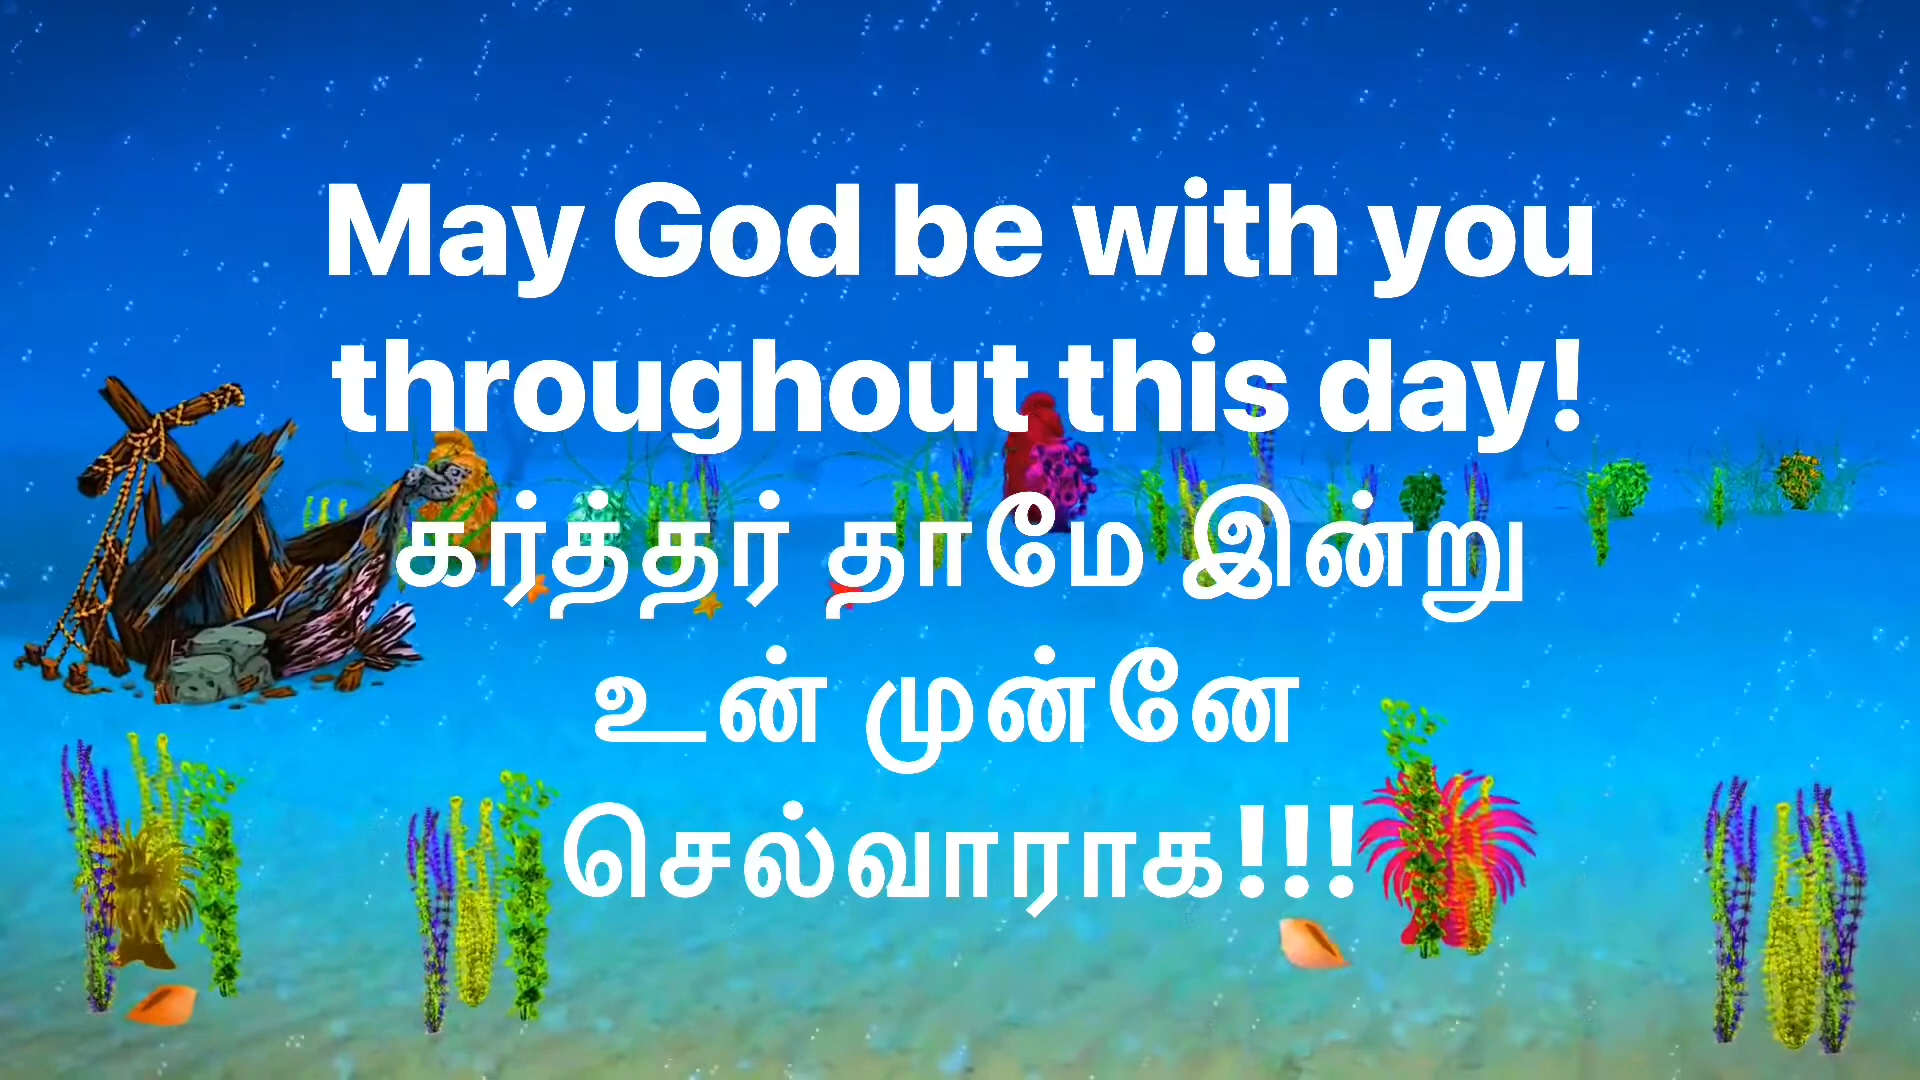 May God be with you
throughout this day!
கர்த்தர் தாமே இன்று
உன் முன்னே
செல்வாராக!!!